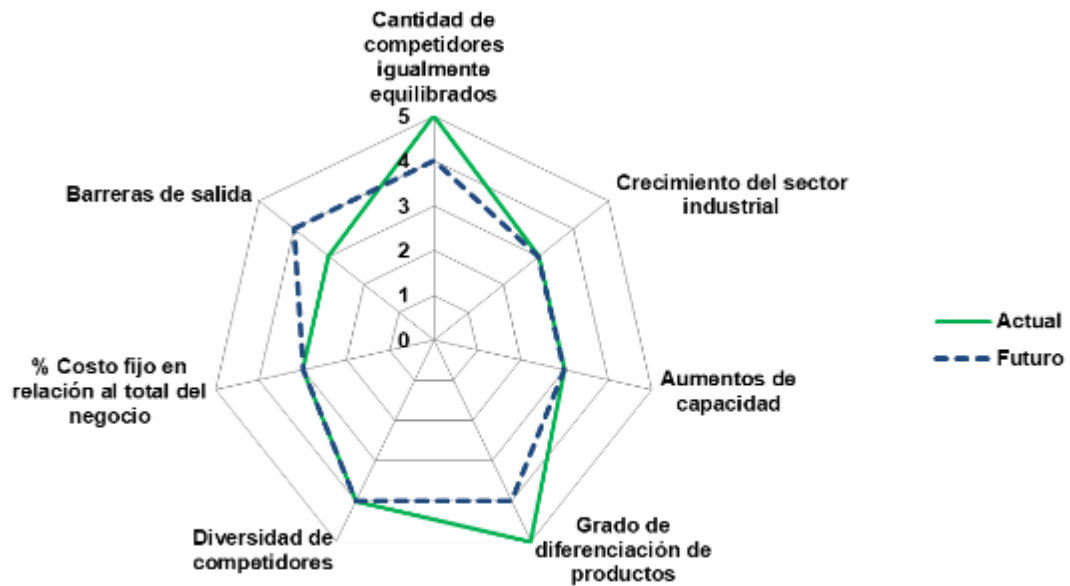 Cantidad de
competidores
igualmente
equilibrados
5
4
3
2
1
0
Crecimiento del sector
industrial
Aumentos de
capacidad
Grado de
diferenciación de
productos
Diversidad de
competidores
% Costo fijo en
relación al total del
negocio
Barreras de salida
Actual
Futuro